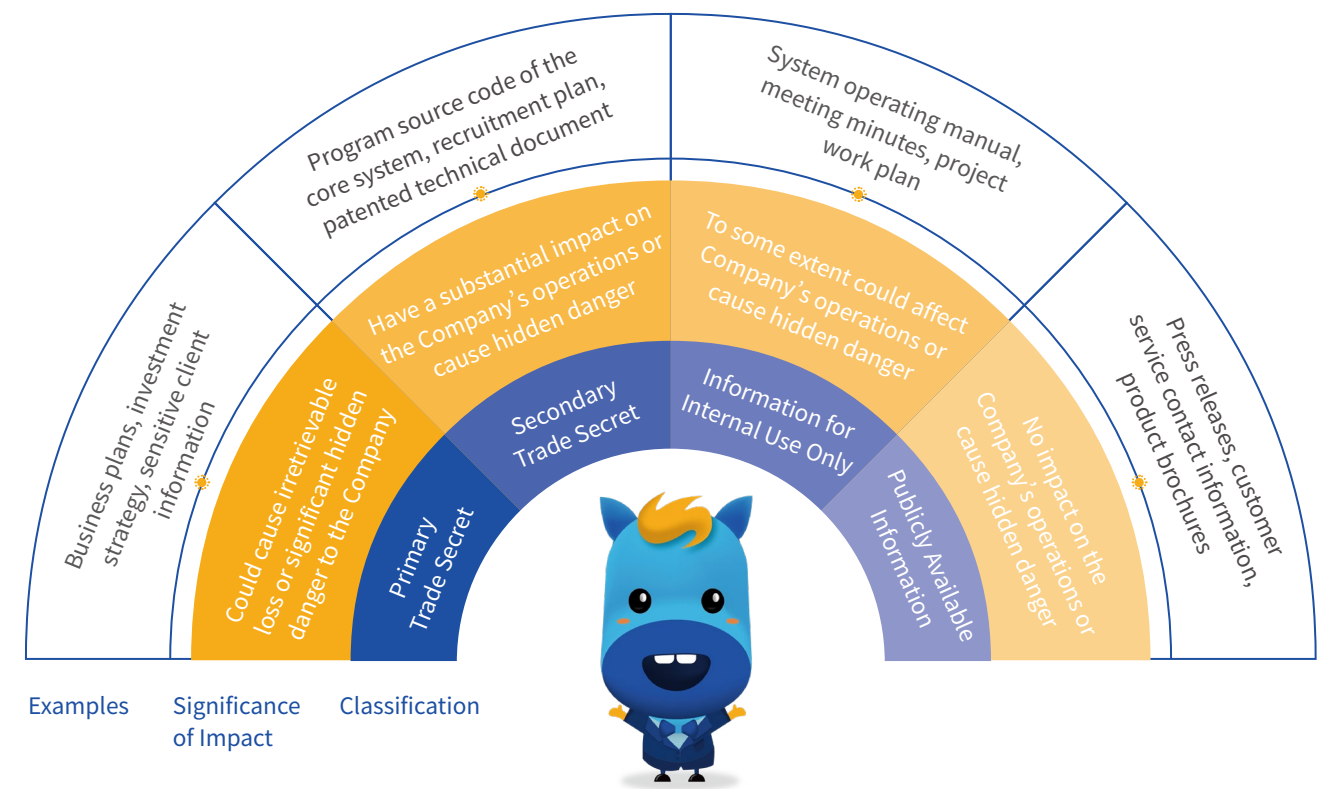 Business plans, investment
strategy, sensitive client
information
Could cause irretrievable
loss or significant hidden
danger to the Company
Primary
Trade Secret
Program source code of the
core system, recruitment plan,
patented technical document
Have a substantial impact on
the Company's operations or
cause hidden danger
Secondary
Trade Secret
System operating manual,
meeting minutes, project
work plan
To some extent could affect
Company's operations or
cause hidden danger
Information for
Internal Use Only
Press releases, customer
service contact information,
product brochures
No impact on the
Company's operations or
cause hidden danger
Publicly Available
Information
Examples
Significance
of Impact
Classification